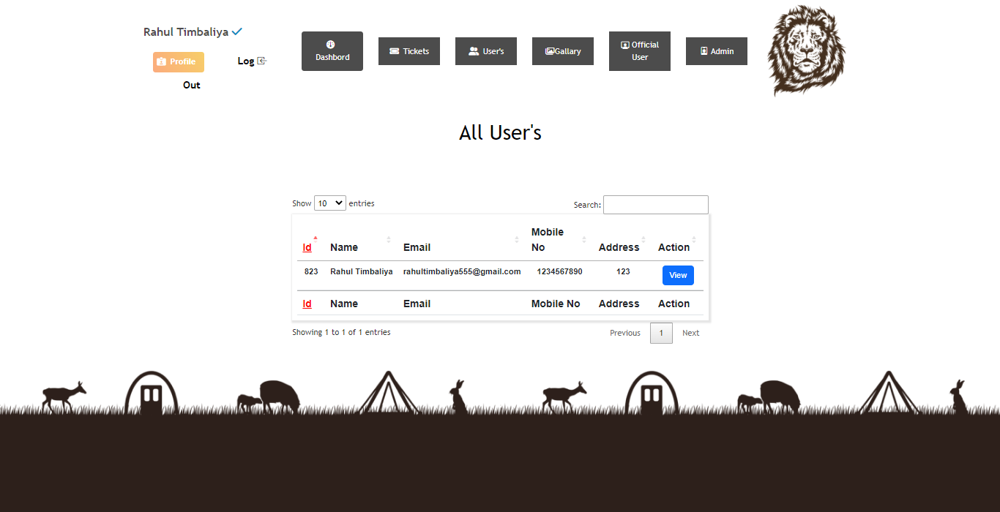 Rahul Timbaliya
Profile
Log
Out
Dashbord
Tickets
User's
Gallary
Official
User
Admin
All User's
Show 10 entries
Search:
Id Name Email Mobile No Address Action
823 Rahul Timbaliya rahultimbaliya555@gmail.com 1234567890 123 View
Id Name Email Mobile No Address Action
Showing 1 to 1 of 1 entries
Previous 1 Next